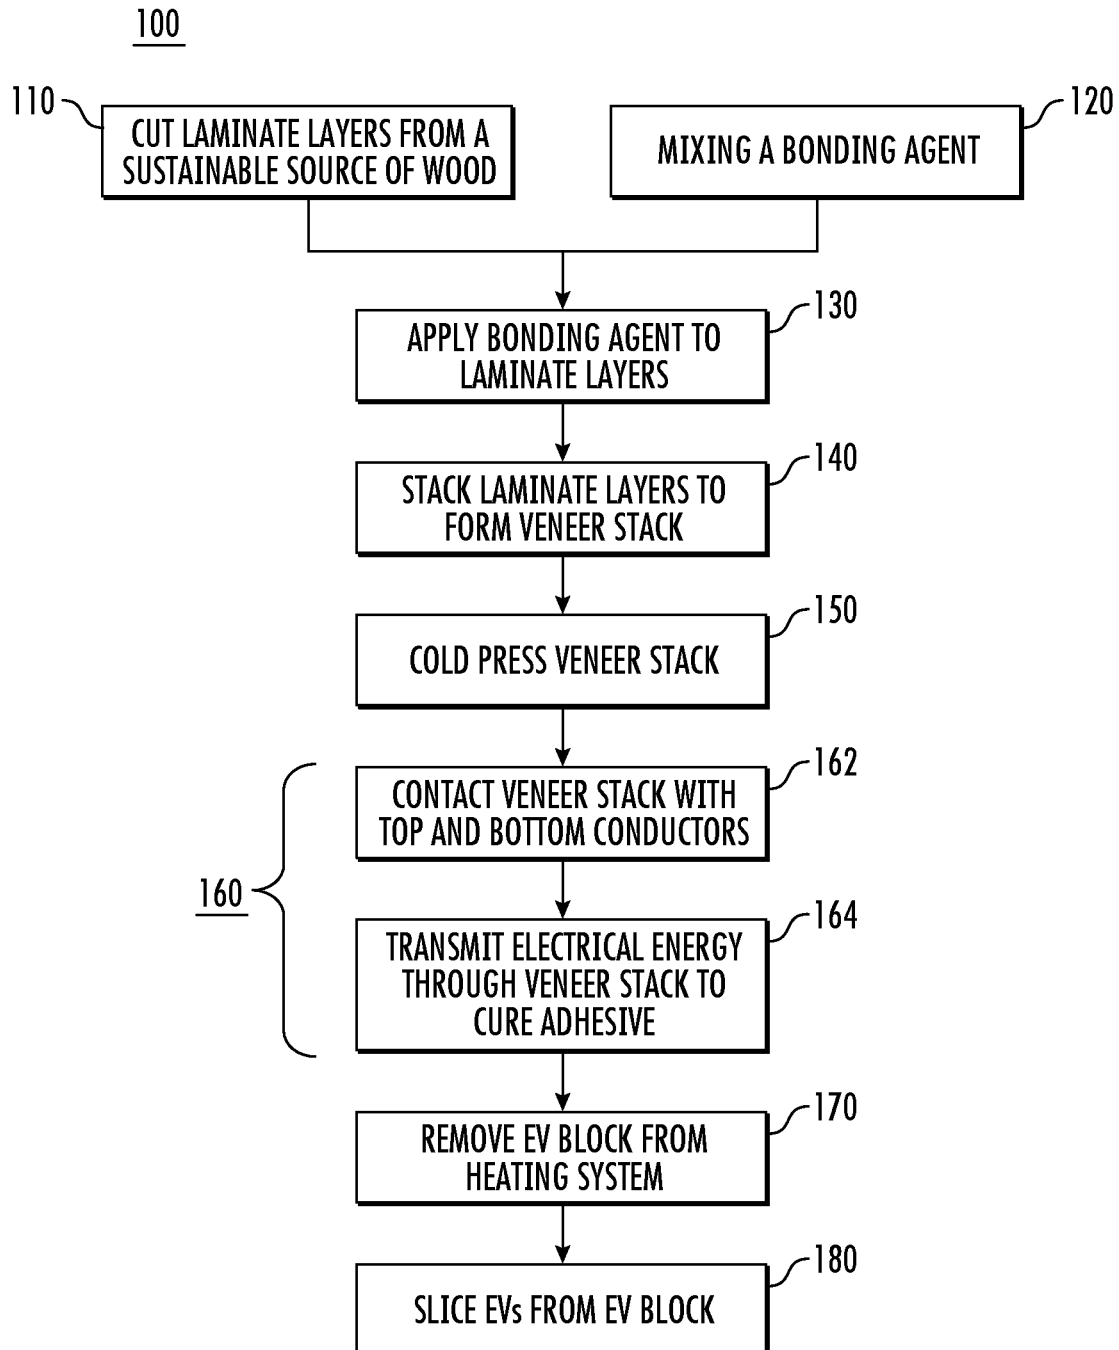 100
110
CUT LAMINATE LAYERS FROM A
SUSTAINABLE SOURCE OF WOOD
120
MIXING A BONDING AGENT
130
APPLY BONDING AGENT TO
LAMINATE LAYERS
140
STACK LAMINATE LAYERS TO
FORM VENEER STACK
150
COLD PRESS VENEER STACK
160
162
CONTACT VENEER STACK WITH
TOP AND BOTTOM CONDUCTORS
164
TRANSMIT ELECTRICAL ENERGY
THROUGH VENEER STACK TO
CURE ADHESIVE
170
REMOVE EV BLOCK FROM
HEATING SYSTEM
180
SLICE EVs FROM EV BLOCK